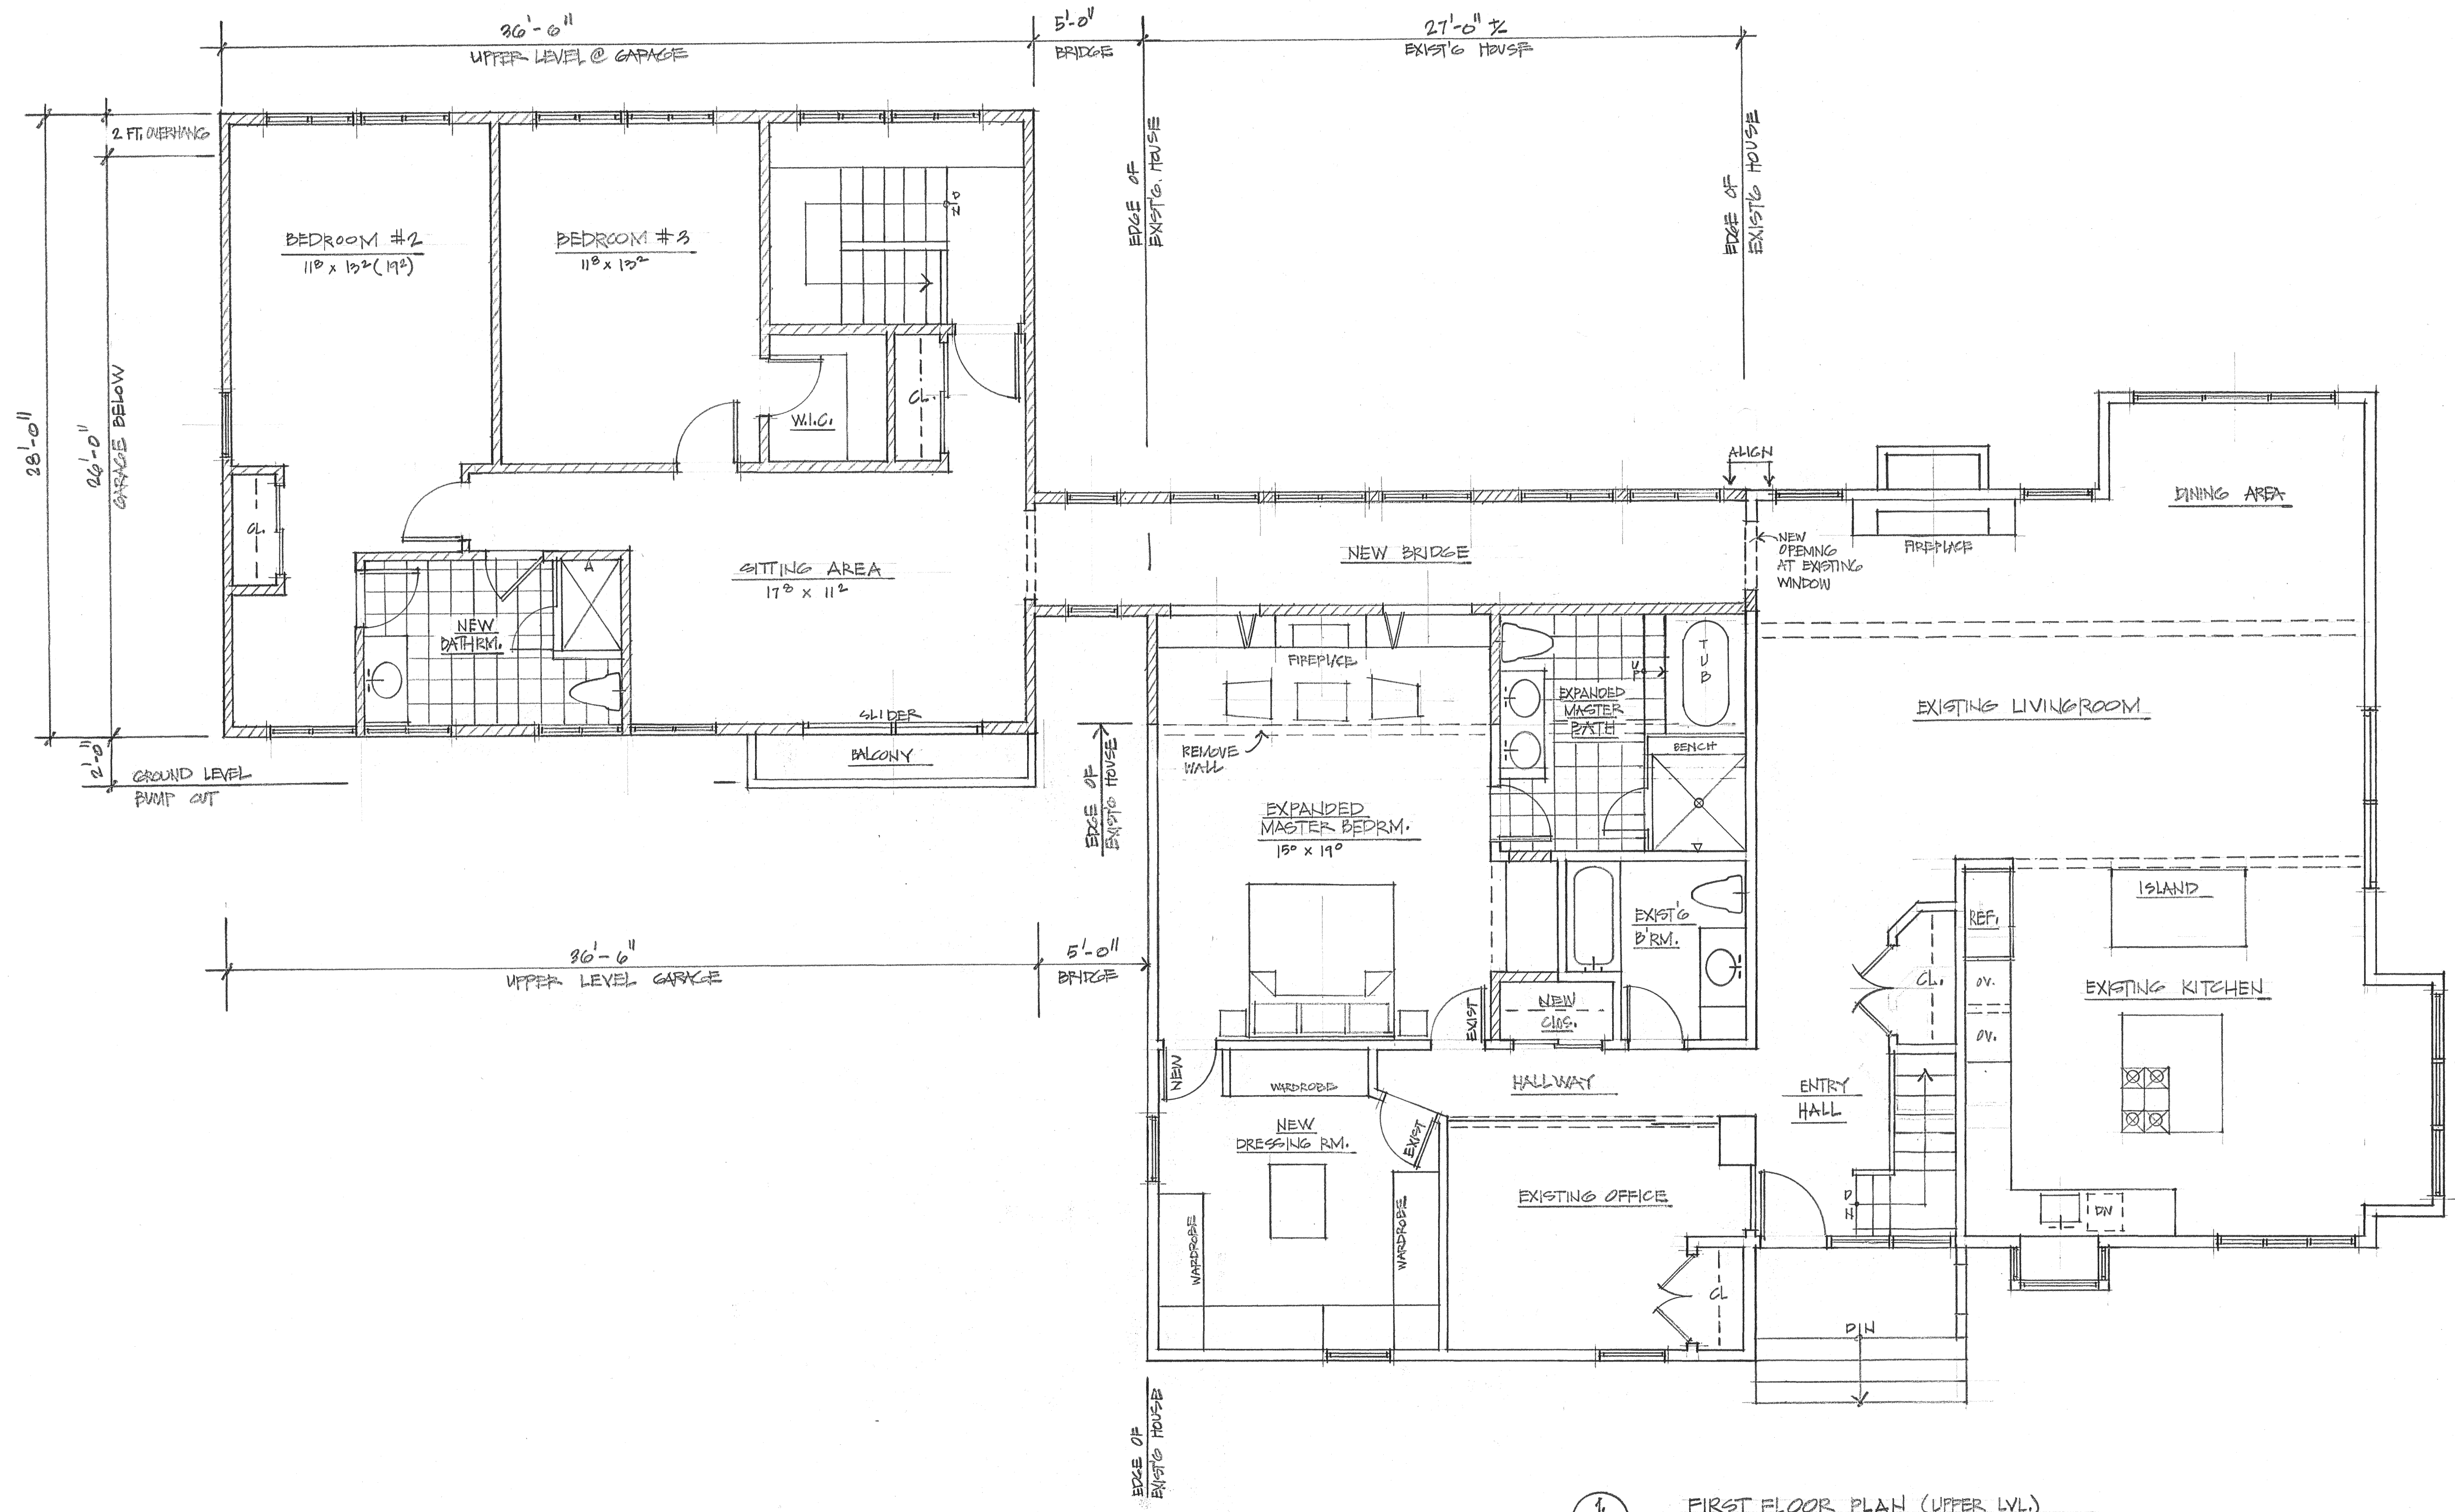 36'-6"
UPPER LEVEL @ GARAGE
5'-0"
BRIDGE
27'-0" +/-
EXIST'G HOUSE
2 FT. OVERHANG
28'-0"
26'-0"
GARAGE BELOW
EDGE OF
EXIST'G. HOUSE
EDGE OF
EXIST'G HOUSE
BEDROOM #2
11⁸ x 13² (19²)
BEDROOM #3
11⁸ x 13²
DN
W.I.C.
CL.
CL.
ALIGN
DINING AREA
NEW BRIDGE
NEW
OPENING
AT EXISTING
WINDOW
FIREPLACE
SITTING AREA
17⁸ x 11²
A
NEW
BATHRM.
FIREPLACE
UP
TUB
EXPANDED
MASTER
BATH
EXISTING LIVINGROOM
SLIDER
BALCONY
REMOVE
WALL
BENCH
2'-0"
GROUND LEVEL
BUMP OUT
EDGE OF
EXIST'G HOUSE
EXPANDED
MASTER BEDRM.
15⁰ x 19⁰
ISLAND
EXIST'G
B'RM.
REF.
36'-6"
UPPER LEVEL GARAGE
5'-0"
BRIDGE
CL.
OV.
OV.
EXISTING KITCHEN
EXIST
NEW
CLOS.
NEW
WARDROBE
HALLWAY
ENTRY
HALL
NEW
DRESSING RM.
EXIST
EXISTING OFFICE
DN
DW
WARDROBE
WARDROBE
CL
DN
EDGE OF
EXIST'G HOUSE
1
FIRST FLOOR PLAN (UPPER LVL.)